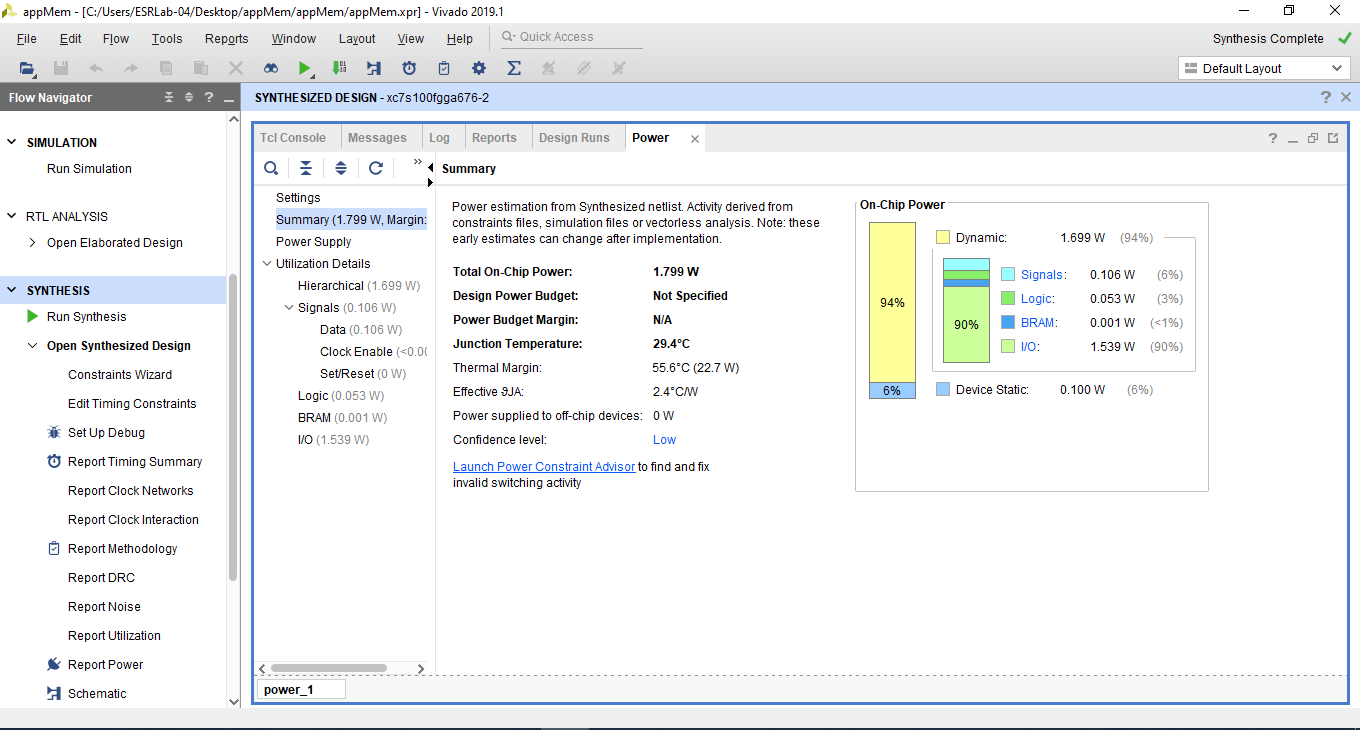 appMem - [C:/Users/ESRLab-04/Desktop/appMem/appMem/appMem.xpr] - Vivado 2019.1
File Edit Flow Tools Reports Window Layout View Help Quick Access
Synthesis Complete
Default Layout
Flow Navigator
SYNTHESIZED DESIGN - xc7s100fgga676-2
SIMULATION
Run Simulation
RTL ANALYSIS
Open Elaborated Design
SYNTHESIS
Run Synthesis
Open Synthesized Design
Constraints Wizard
Edit Timing Constraints
Set Up Debug
Report Timing Summary
Report Clock Networks
Report Clock Interaction
Report Methodology
Report DRC
Report Noise
Report Utilization
Report Power
Schematic
Tcl Console Messages Log Reports Design Runs Power
Settings
Summary (1.799 W, Margin:
Power Supply
Utilization Details
Hierarchical (1.699 W)
Signals (0.106 W)
Data (0.106 W)
Clock Enable (<0.00
Set/Reset (0 W)
Logic (0.053 W)
BRAM (0.001 W)
I/O (1.539 W)
power_1
Summary
Power estimation from Synthesized netlist. Activity derived from
constraints files, simulation files or vectorless analysis. Note: these
early estimates can change after implementation.
Total On-Chip Power: 1.799 W
Design Power Budget: Not Specified
Power Budget Margin: N/A
Junction Temperature: 29.4°C
Thermal Margin: 55.6°C (22.7 W)
Effective ϑJA: 2.4°C/W
Power supplied to off-chip devices: 0 W
Confidence level: Low
Launch Power Constraint Advisor to find and fix
invalid switching activity
On-Chip Power
94%
6%
Dynamic: 1.699 W (94%)
90%
Signals: 0.106 W (6%)
Logic: 0.053 W (3%)
BRAM: 0.001 W (<1%)
I/O: 1.539 W (90%)
Device Static: 0.100 W (6%)